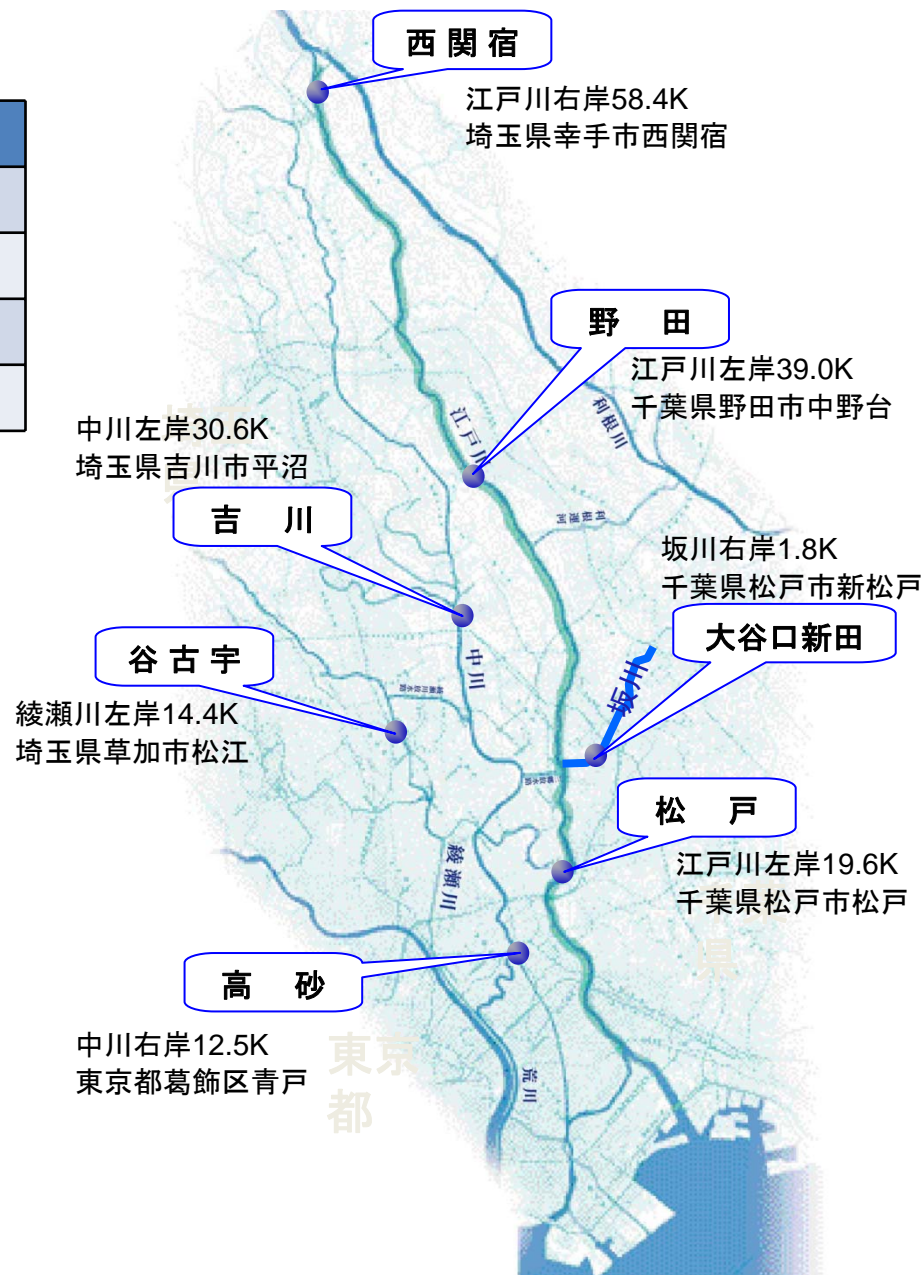 西関宿
江戸川右岸58.4K
埼玉県幸手市西関宿
野 田
江戸川左岸39.0K
千葉県野田市中野台
江戸川
利根川
中川左岸30.6K
埼玉県吉川市平沼
吉 川
利根運河
坂川右岸1.8K
千葉県松戸市新松戸
大谷口新田
谷古宇
中川
坂川
綾瀬川左岸14.4K
埼玉県草加市松江
松 戸
綾瀬川
江戸川左岸19.6K
千葉県松戸市松戸
県
高 砂
中川右岸12.5K
東京都葛飾区青戸
東京
都
荒川